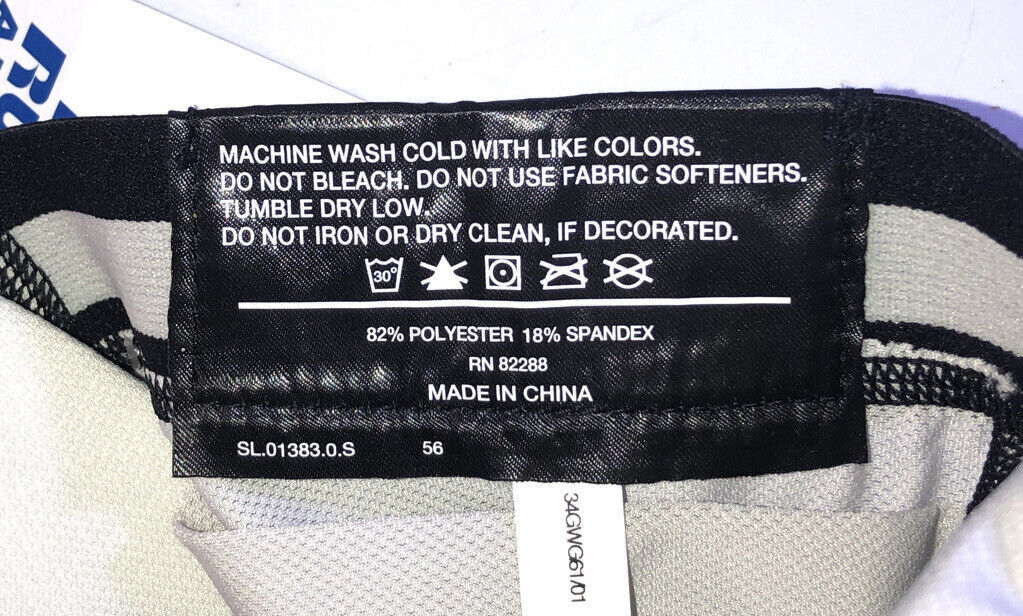 MACHINE WASH COLD WITH LIKE COLORS.
DO NOT BLEACH. DO NOT USE FABRIC SOFTENERS.
TUMBLE DRY LOW.
DO NOT IRON OR DRY CLEAN, IF DECORATED.
30°
82% POLYESTER 18% SPANDEX
RN 82288
MADE IN CHINA
SL.01383.0.S 56
34GWG61/01